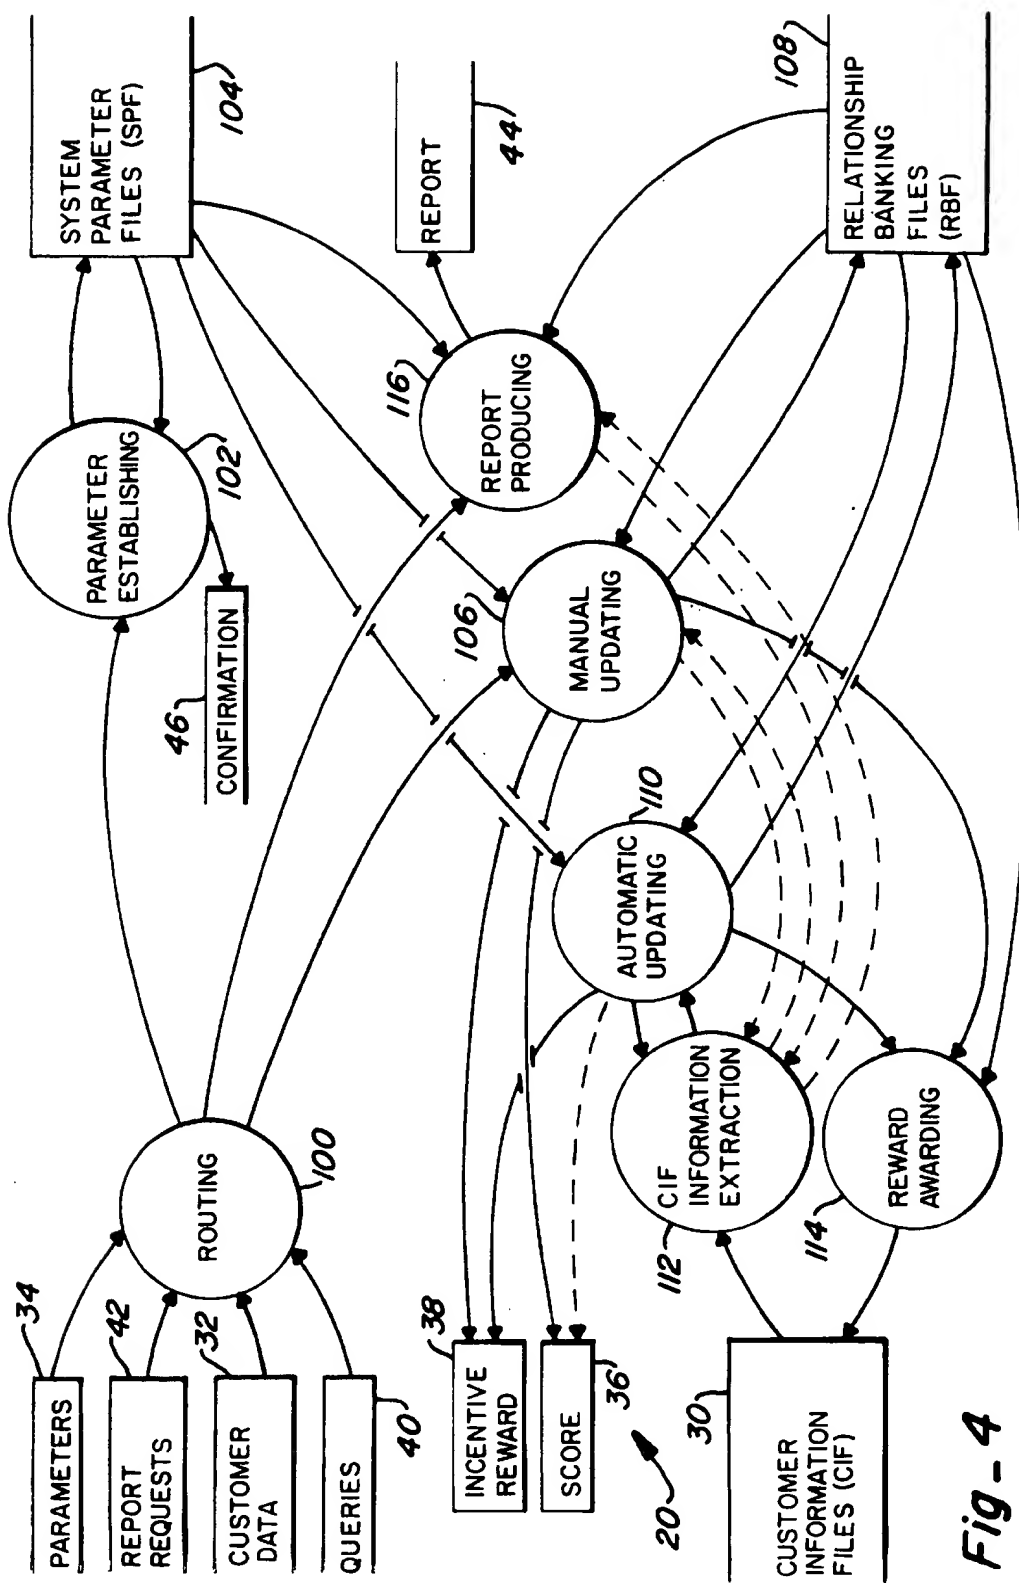 PARAMETERS
34
REPORT
REQUESTS
42
CUSTOMER
DATA
32
QUERIES
40
ROUTING
100
PARAMETER
ESTABLISHING
102
CONFIRMATION
46
SYSTEM
PARAMETER
FILES (SPF)
104
REPORT
44
REPORT
PRODUCING
116
MANUAL
UPDATING
106
AUTOMATIC
UPDATING
110
INCENTIVE
REWARD
38
SCORE
36
20
CIF
INFORMATION
EXTRACTION
112
REWARD
AWARDING
114
CUSTOMER
INFORMATION
FILES (CIF)
30
RELATIONSHIP
BANKING
FILES
(RBF)
108
Fig-4